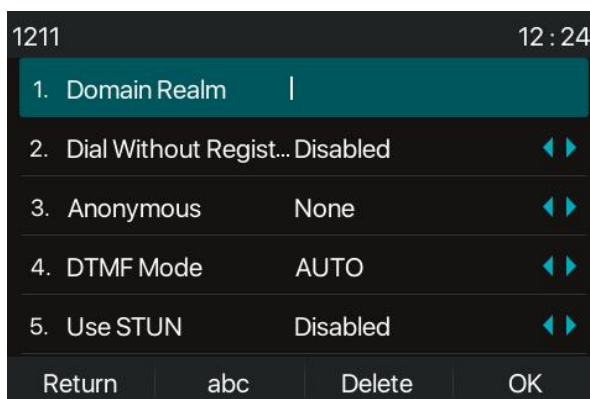 1211 12 : 24
1. Domain Realm
2. Dial Without Regist... Disabled
3. Anonymous None
4. DTMF Mode AUTO
5. Use STUN Disabled
Return abc Delete OK